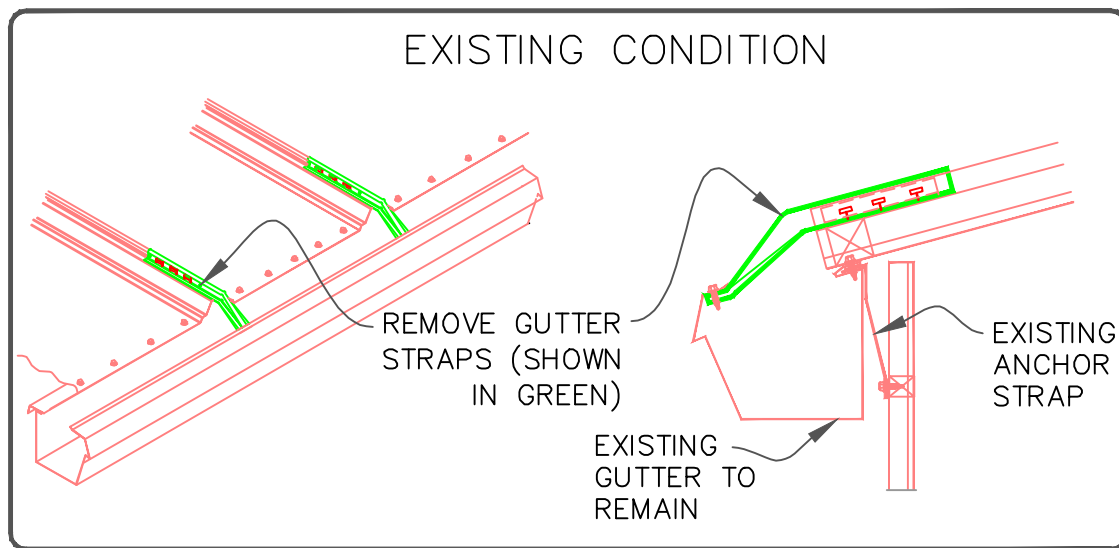 EXISTING CONDITION
REMOVE GUTTER
STRAPS (SHOWN
IN GREEN)
EXISTING
ANCHOR
STRAP
EXISTING
GUTTER TO
REMAIN